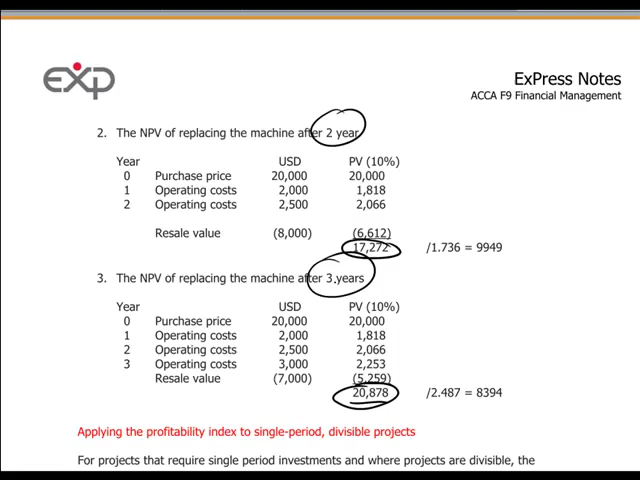 exp
ExPress Notes
ACCA F9 Financial Management
2. The NPV of replacing the machine after 2 year
Year USD PV (10%)
0 Purchase price 20,000 20,000
1 Operating costs 2,000 1,818
2 Operating costs 2,500 2,066
Resale value (8,000) (6,612)
17,272 /1.736 = 9949
3. The NPV of replacing the machine after 3 years
Year USD PV (10%)
0 Purchase price 20,000 20,000
1 Operating costs 2,000 1,818
2 Operating costs 2,500 2,066
3 Operating costs 3,000 2,253
Resale value (7,000) (5,259)
20,878 /2.487 = 8394
Applying the profitability index to single-period, divisible projects
For projects that require single period investments and where projects are divisible, the